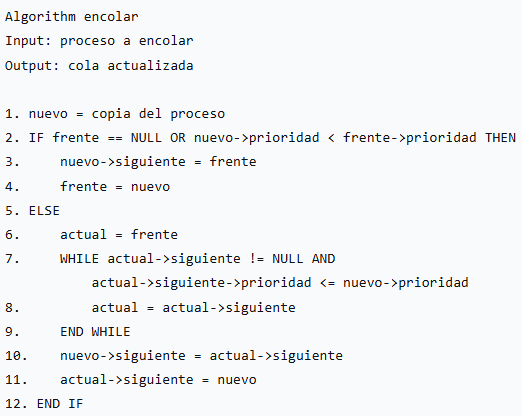 Algorithm encolar
Input: proceso a encolar
Output: cola actualizada
1. nuevo = copia del proceso
2. IF frente == NULL OR nuevo->prioridad < frente->prioridad THEN
3.     nuevo->siguiente = frente
4.     frente = nuevo
5. ELSE
6.     actual = frente
7.     WHILE actual->siguiente != NULL AND
           actual->siguiente->prioridad <= nuevo->prioridad
8.         actual = actual->siguiente
9.     END WHILE
10.    nuevo->siguiente = actual->siguiente
11.    actual->siguiente = nuevo
12. END IF